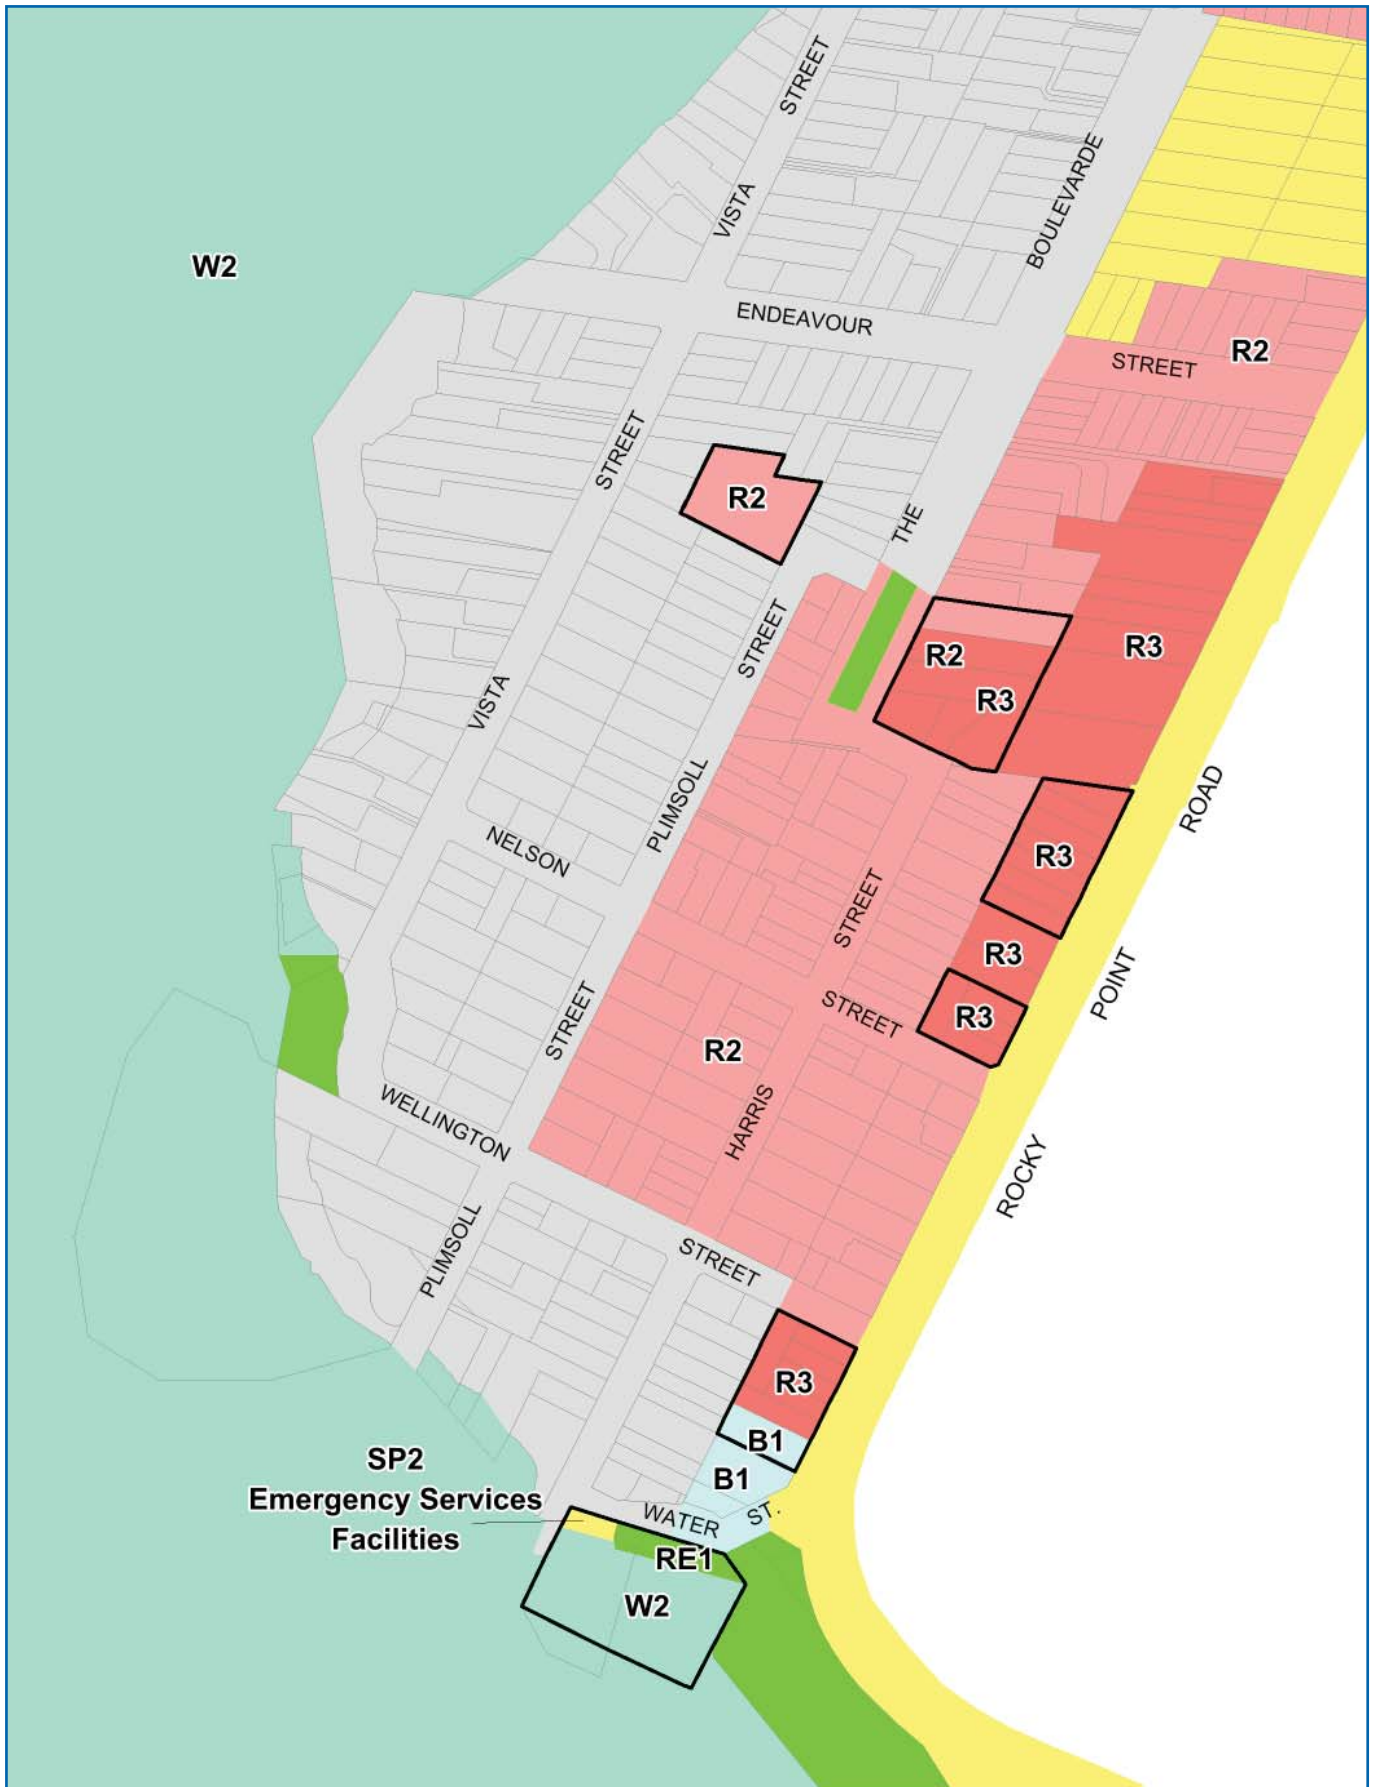 STREET
VISTA
BOULEVARDE
W2
ENDEAVOUR
R2
STREET
STREET
R2
THE
STREET
R2
R3
R3
VISTA
PLIMSOLL
ROAD
NELSON
R3
STREET
R3
POINT
STREET
R3
STREET
R2
WELLINGTON
HARRIS
ROCKY
PLIMSOLL
STREET
R3
B1
SP2
Emergency Services
Facilities
B1
WATER ST.
RE1
W2